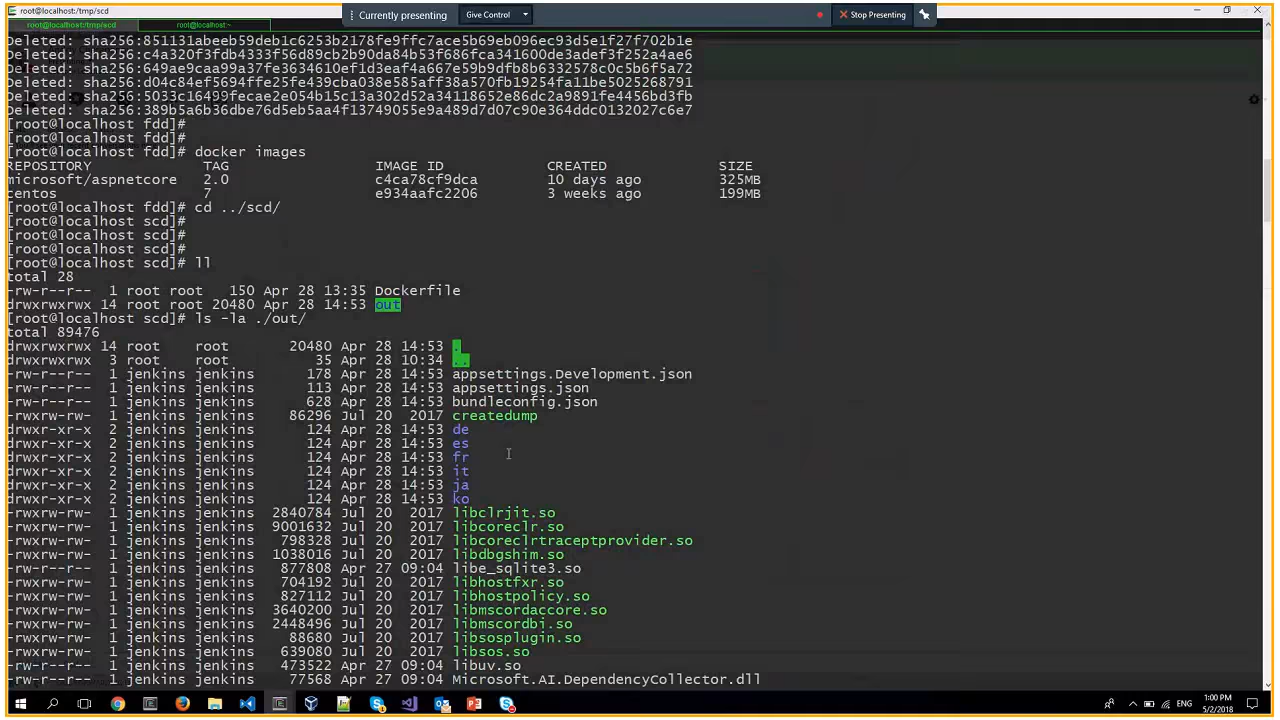 root@localhost:/tmp/scd
Currently presenting Give Control Stop Presenting
root@localhost:/tmp/scd root@localhost:~
Deleted: sha256:851131abeeb59deb1c6253b2178fe9ffc7ace5b69eb096ec93d5e1f27f702b1e
Deleted: sha256:c4a320f3fdb4333f56d89cb2b90da84b53f686fca341600de3adef3f252a4ae6
Deleted: sha256:649ae9caa99a37f3634610ef1d3eaf4a667e59b9dfb8b6332578c0c5b6f5a72
Deleted: sha256:d04c84ef5694ffe25fe439cba038585aff38a570fb19254fa11be5025268791
Deleted: sha256:5033c16499fecae2e054b15c13a302d52a34118652e86dc2a9891fe4456bd3fb
Deleted: sha256:389b5a6b36dbe76d5eb5aa4f13749055e9a489d7d07c90e364ddc0132027c6e7
[root@localhost fdd]#
[root@localhost fdd]#
[root@localhost fdd]# docker images
REPOSITORY TAG IMAGE ID CREATED SIZE
microsoft/aspnetcore 2.0 c4ca78cf9dca 10 days ago 325MB
centos 7 e934aafc2206 3 weeks ago 199MB
[root@localhost fdd]# cd ../scd/
[root@localhost scd]#
[root@localhost scd]#
[root@localhost scd]#
[root@localhost scd]# ll
total 28
-rw-r--r-- 1 root root 150 Apr 28 13:35 Dockerfile
drwxrwxrwx 14 root root 20480 Apr 28 14:53 out
[root@localhost scd]# ls -la ./out/
total 89476
drwxrwxrwx 14 root root 20480 Apr 28 14:53 .
drwxrwxrwx 3 root root 35 Apr 28 10:34 ..
-rw-r--r-- 1 jenkins jenkins 178 Apr 28 14:53 appsettings.Development.json
-rw-r--r-- 1 jenkins jenkins 113 Apr 28 14:53 appsettings.json
-rw-r--r-- 1 jenkins jenkins 628 Apr 28 14:53 bundleconfig.json
-rwxrw-rw- 1 jenkins jenkins 86296 Jul 20 2017 createdump
drwxr-xr-x 2 jenkins jenkins 124 Apr 28 14:53 de
drwxr-xr-x 2 jenkins jenkins 124 Apr 28 14:53 es
drwxr-xr-x 2 jenkins jenkins 124 Apr 28 14:53 fr
drwxr-xr-x 2 jenkins jenkins 124 Apr 28 14:53 it
drwxr-xr-x 2 jenkins jenkins 124 Apr 28 14:53 ja
drwxr-xr-x 2 jenkins jenkins 124 Apr 28 14:53 ko
-rwxrw-rw- 1 jenkins jenkins 2840784 Jul 20 2017 libclrjit.so
-rwxrw-rw- 1 jenkins jenkins 9001632 Jul 20 2017 libcoreclr.so
-rwxrw-rw- 1 jenkins jenkins 798328 Jul 20 2017 libcoreclrtraceptprovider.so
-rwxrw-rw- 1 jenkins jenkins 1038016 Jul 20 2017 libdbgshim.so
-rw-rw-rw- 1 jenkins jenkins 877808 Apr 27 09:04 libe_sqlite3.so
-rwxrw-rw- 1 jenkins jenkins 704192 Jul 20 2017 libhostfxr.so
-rwxrw-rw- 1 jenkins jenkins 827112 Jul 20 2017 libhostpolicy.so
-rwxrw-rw- 1 jenkins jenkins 3640200 Jul 20 2017 libmscordaccore.so
-rwxrw-rw- 1 jenkins jenkins 2448496 Jul 20 2017 libmscordbi.so
-rwxrw-rw- 1 jenkins jenkins 88680 Jul 20 2017 libsosplugin.so
-rwxrw-rw- 1 jenkins jenkins 639080 Jul 20 2017 libsos.so
-rw-rw-rw- 1 jenkins jenkins 473522 Apr 27 09:04 libuv.so
-rw-rw-rw- 1 jenkins jenkins 77568 Apr 27 09:04 Microsoft.AI.DependencyCollector.dll
ENG 1:00 PM
5/2/2018